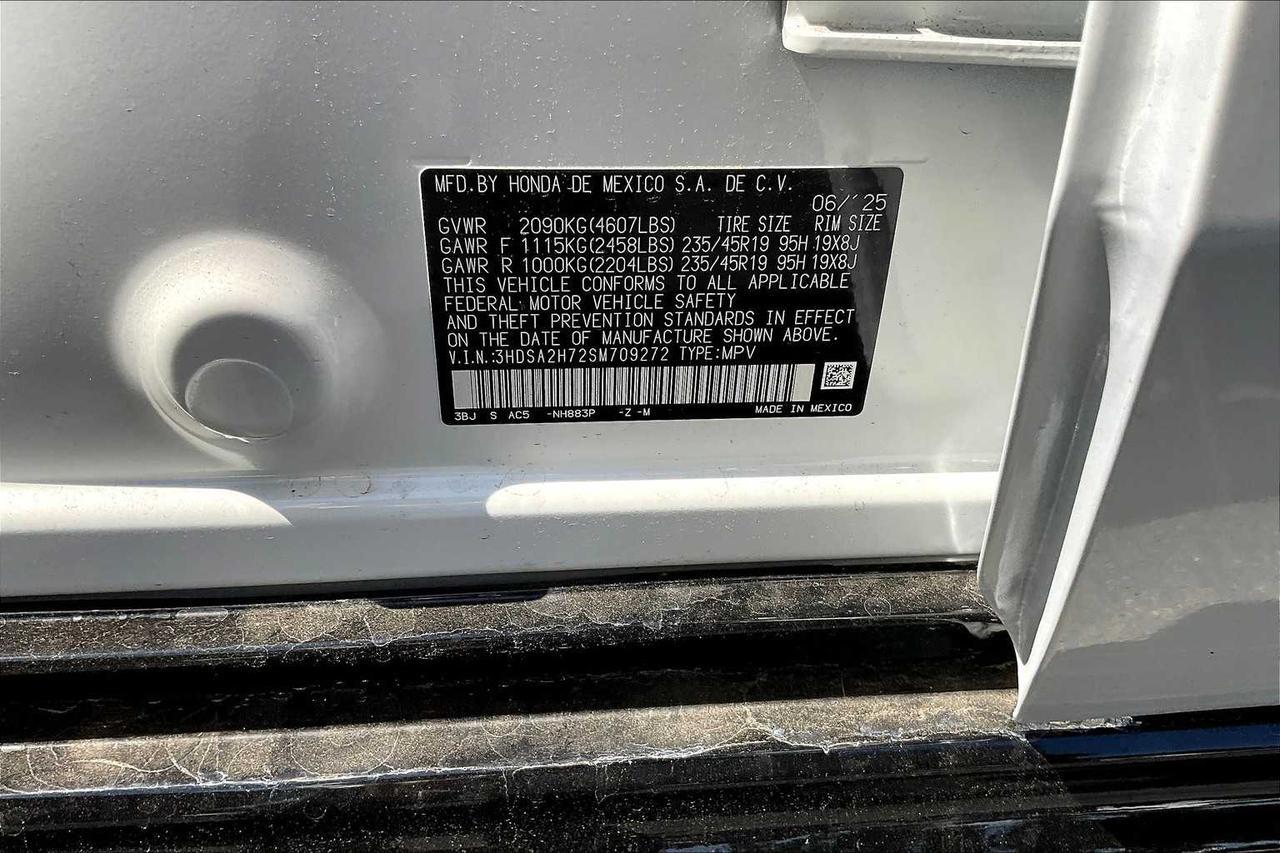 MFD.BY HONDA DE MEXICO S.A. DE C.V.
06/'25
GVWR 2090KG(4607LBS) TIRE SIZE RIM SIZE
GAWR F 1115KG(2458LBS) 235/45R19 95H 19X8J
GAWR R 1000KG(2204LBS) 235/45R19 95H 19X8J
THIS VEHICLE CONFORMS TO ALL APPLICABLE
FEDERAL MOTOR VEHICLE SAFETY
AND THEFT PREVENTION STANDARDS IN EFFECT
ON THE DATE OF MANUFACTURE SHOWN ABOVE.
V.I.N.:3HDSA2H72SM709272 TYPE:MPV
3BJ S AC5 -NH883P -Z -M MADE IN MEXICO